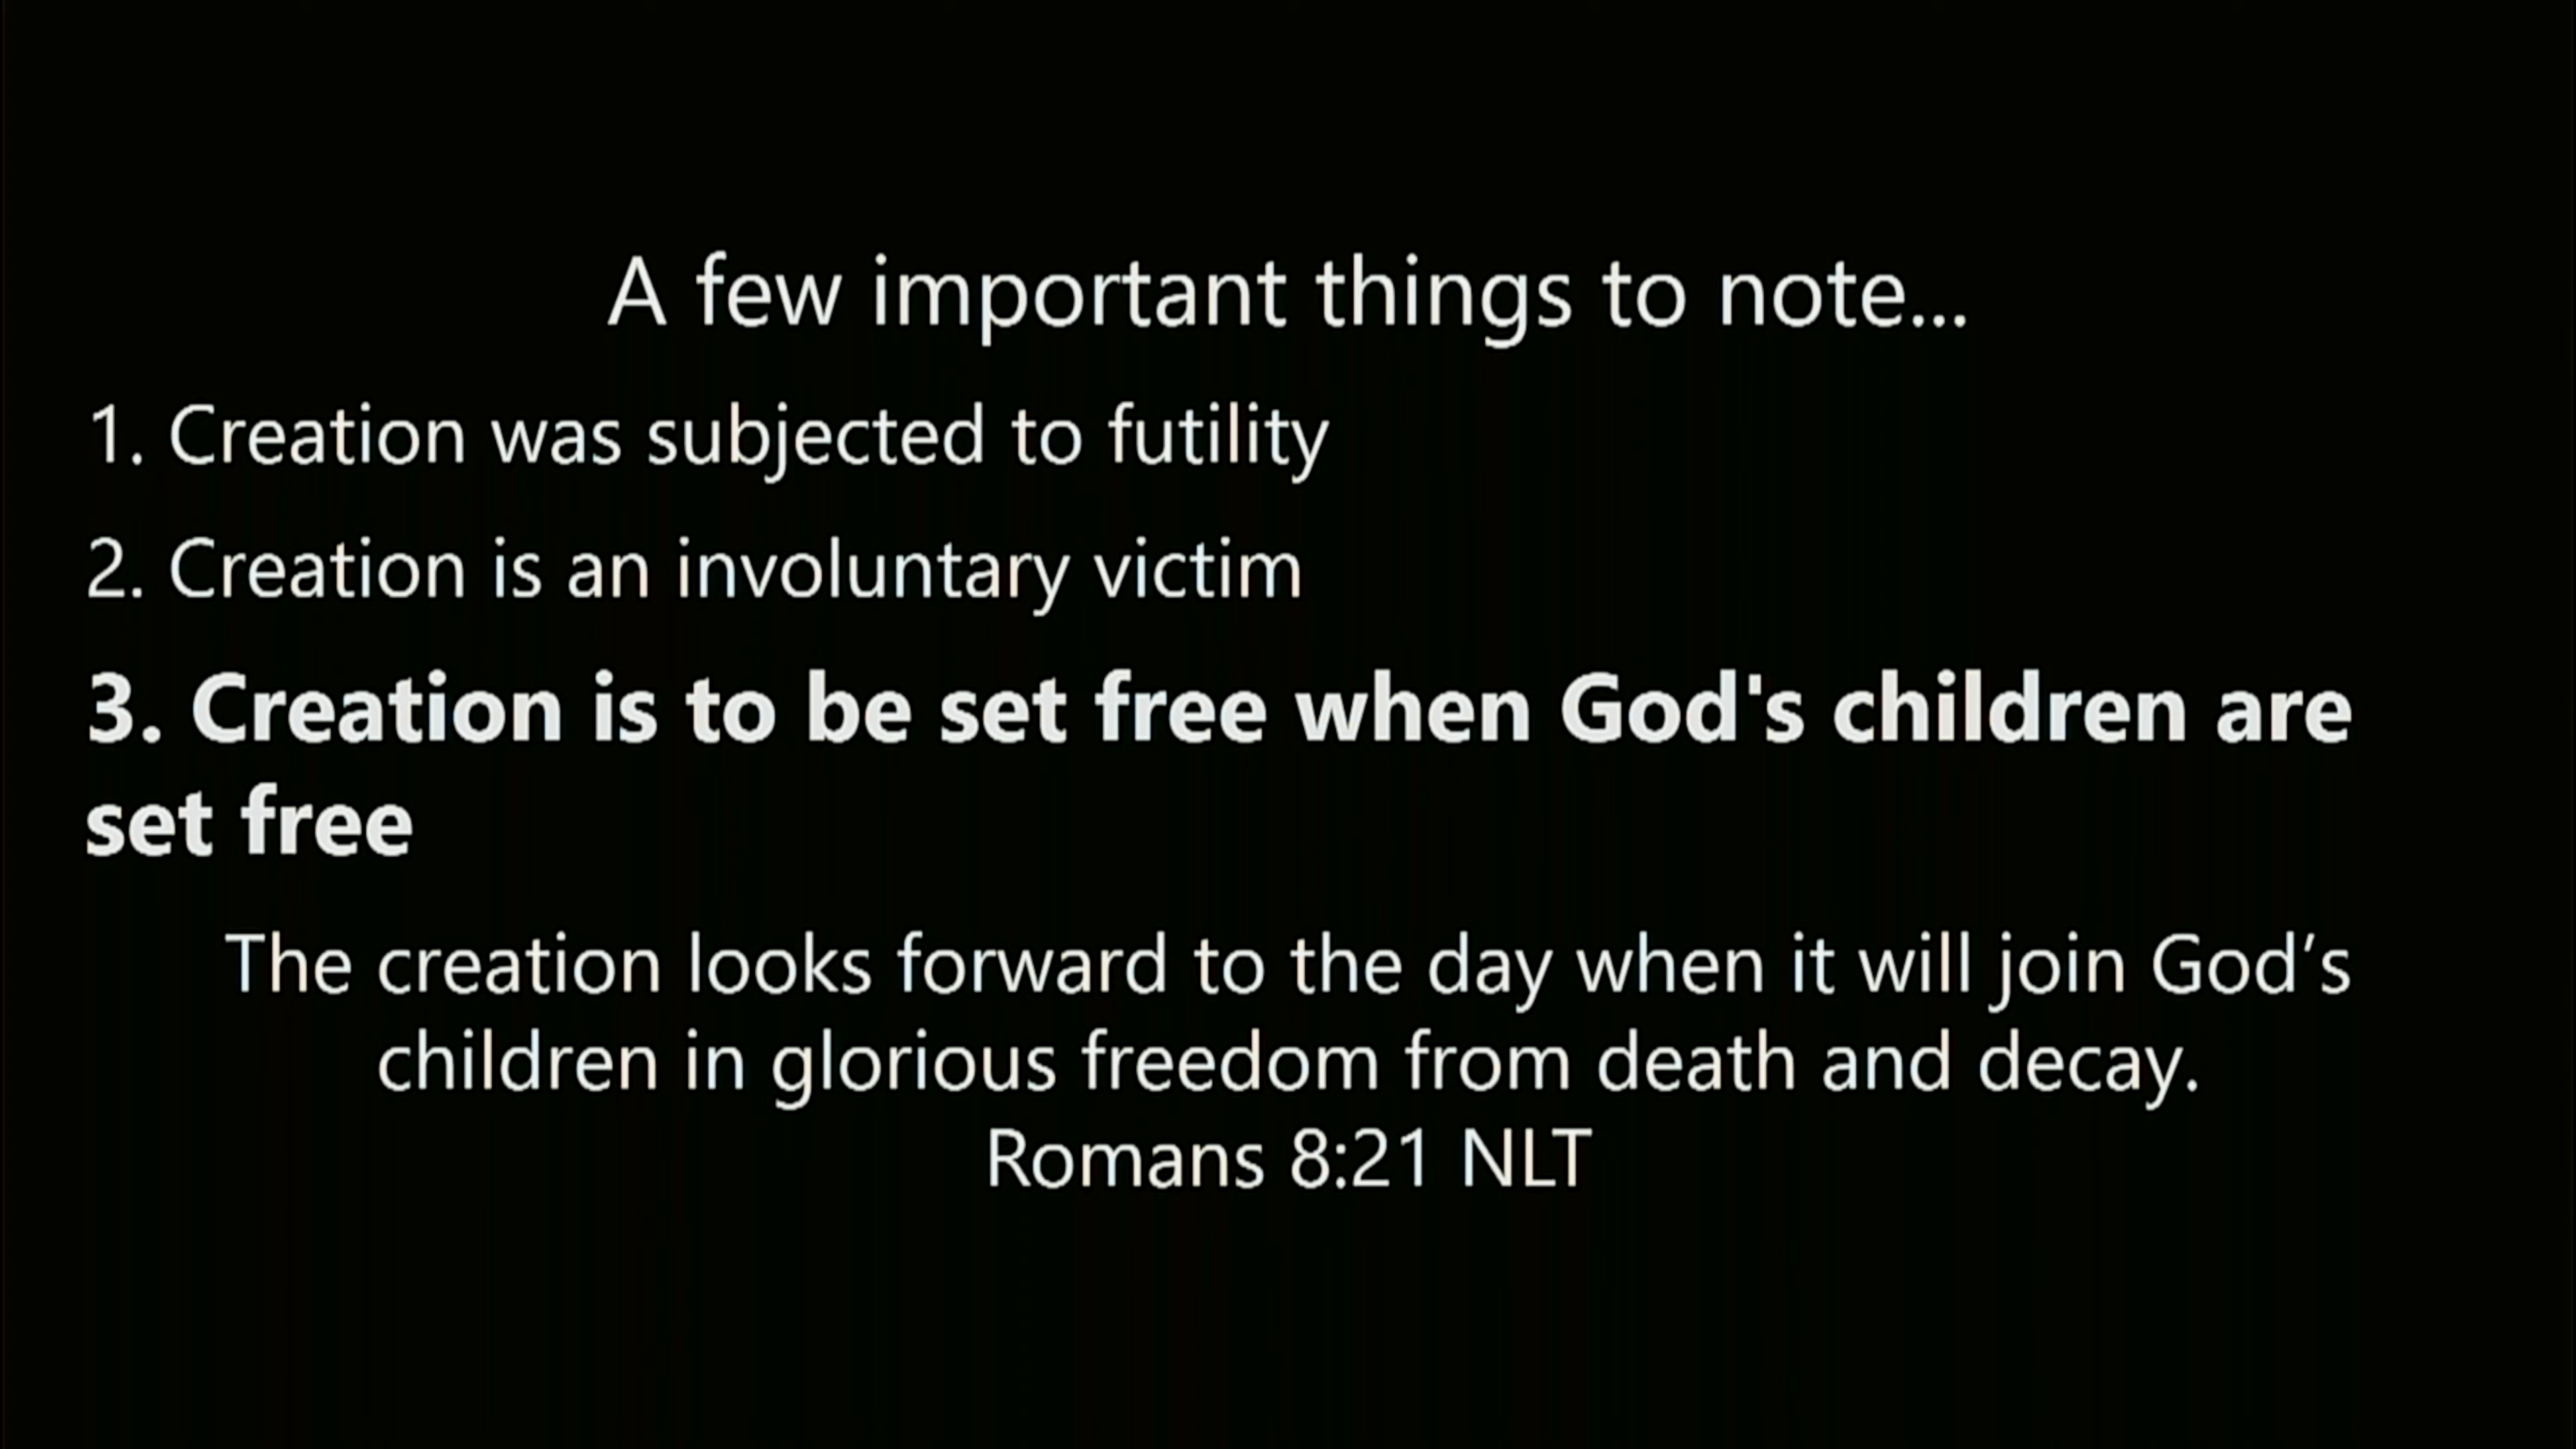 A few important things to note...
1. Creation was subjected to futility
2. Creation is an involuntary victim
3. Creation is to be set free when God's children are
set free
The creation looks forward to the day when it will join God’s
children in glorious freedom from death and decay.
Romans 8:21 NLT